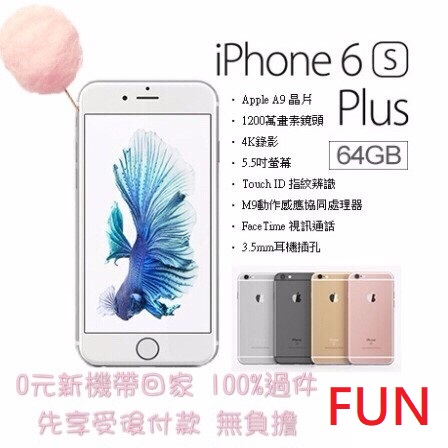 iPhone 6 S
Plus
64GB
· Apple A9 晶片
· 1200萬畫素鏡頭
· 4K錄影
· 5.5吋螢幕
· Touch ID 指紋辨識
· M9動作感應協同處理器
· FaceTime 視訊通話
· 3.5mm耳機插孔
0元新機帶回家 100%過件
先享受後付款 無負擔
FUN